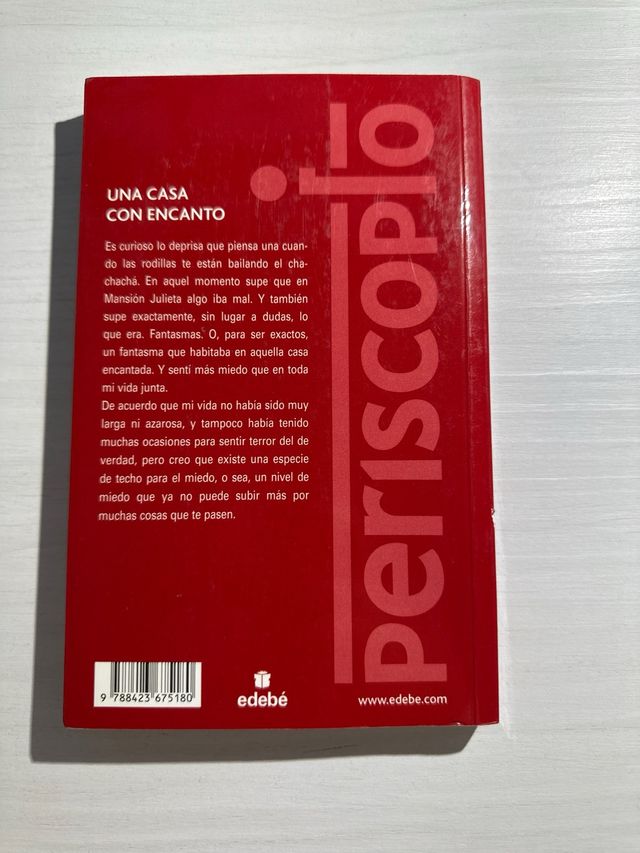 UNA CASA
CON ENCANTO
Es curioso lo deprisa que piensa una cuan-
do las rodillas te están bailando el cha-
chachá. En aquel momento supe que en
Mansión Julieta algo iba mal. Y también
supe exactamente, sin lugar a dudas, lo
que era. Fantasmas. O, para ser exactos,
un fantasma que habitaba en aquella casa
encantada. Y sentí más miedo que en toda
mi vida junta.
De acuerdo que mi vida no había sido muy
larga ni azarosa, y tampoco había tenido
muchas ocasiones para sentir terror del de
verdad, pero creo que existe una especie
de techo para el miedo, o sea, un nivel de
miedo que ya no puede subir más por
muchas cosas que te pasen.
periscopio
9 788423 675180
edebé
www.edebe.com